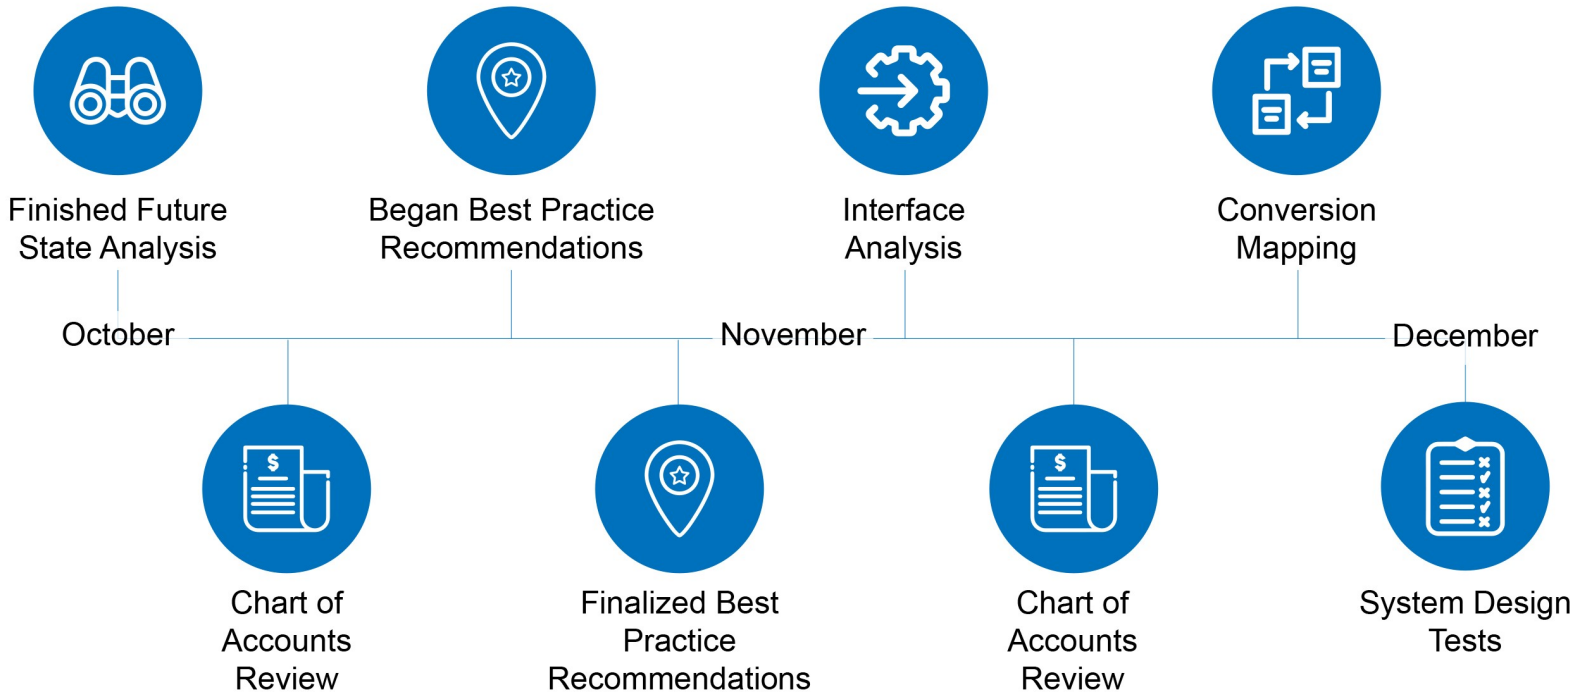 Finished Future
State Analysis
Began Best Practice
Recommendations
Interface
Analysis
Conversion
Mapping
October
November
December
$
Chart of
Accounts
Review
Finalized Best
Practice
Recommendations
$
Chart of
Accounts
Review
System Design
Tests